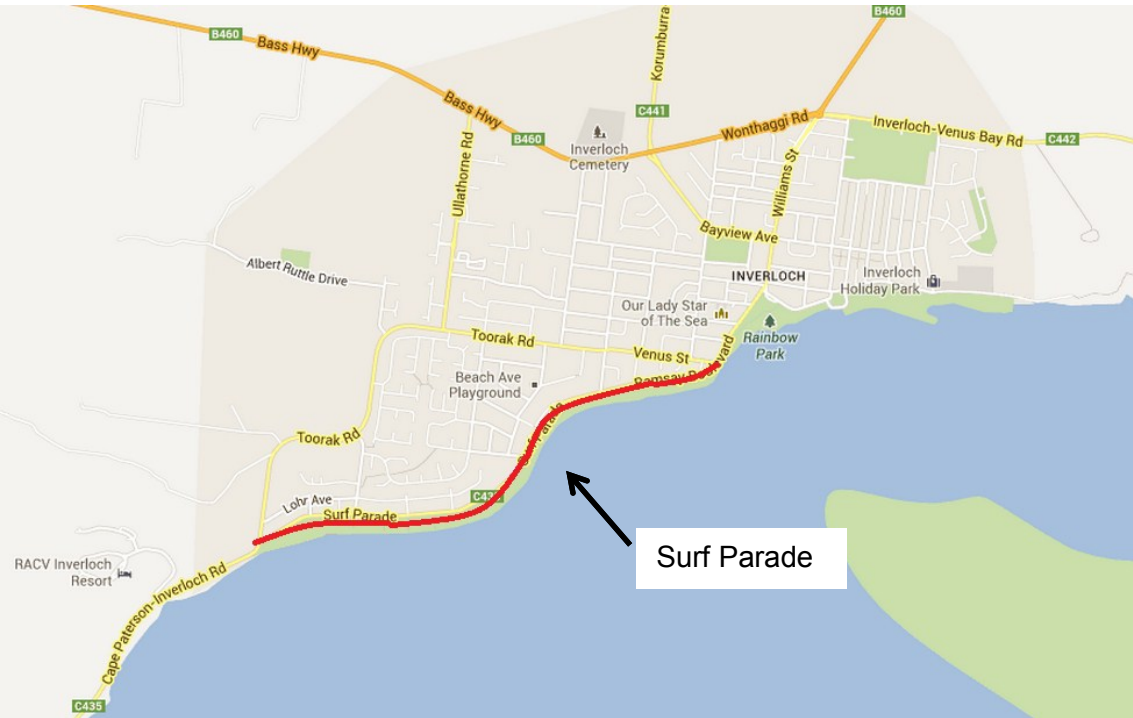 B460
B460
Bass Hwy
Korumburra
Bass Hwy
C441
B460
Wonthaggi Rd
Inverloch-Venus Bay Rd
C442
Inverloch
Cemetery
Ullathorne Rd
Williams St
Bayview Ave
Albert Ruttle Drive
INVERLOCH
Inverloch
Holiday Park
Our Lady Star
of The Sea
Rainbow
Park
Toorak Rd
Venus St
Ramsay Boulevard
Beach Ave
Playground
Surf Parade
Toorak Rd
Lohr Ave
Surf Parade
Surf Parade
RACV Inverloch
Resort
Cape Paterson-Inverloch Rd
C435